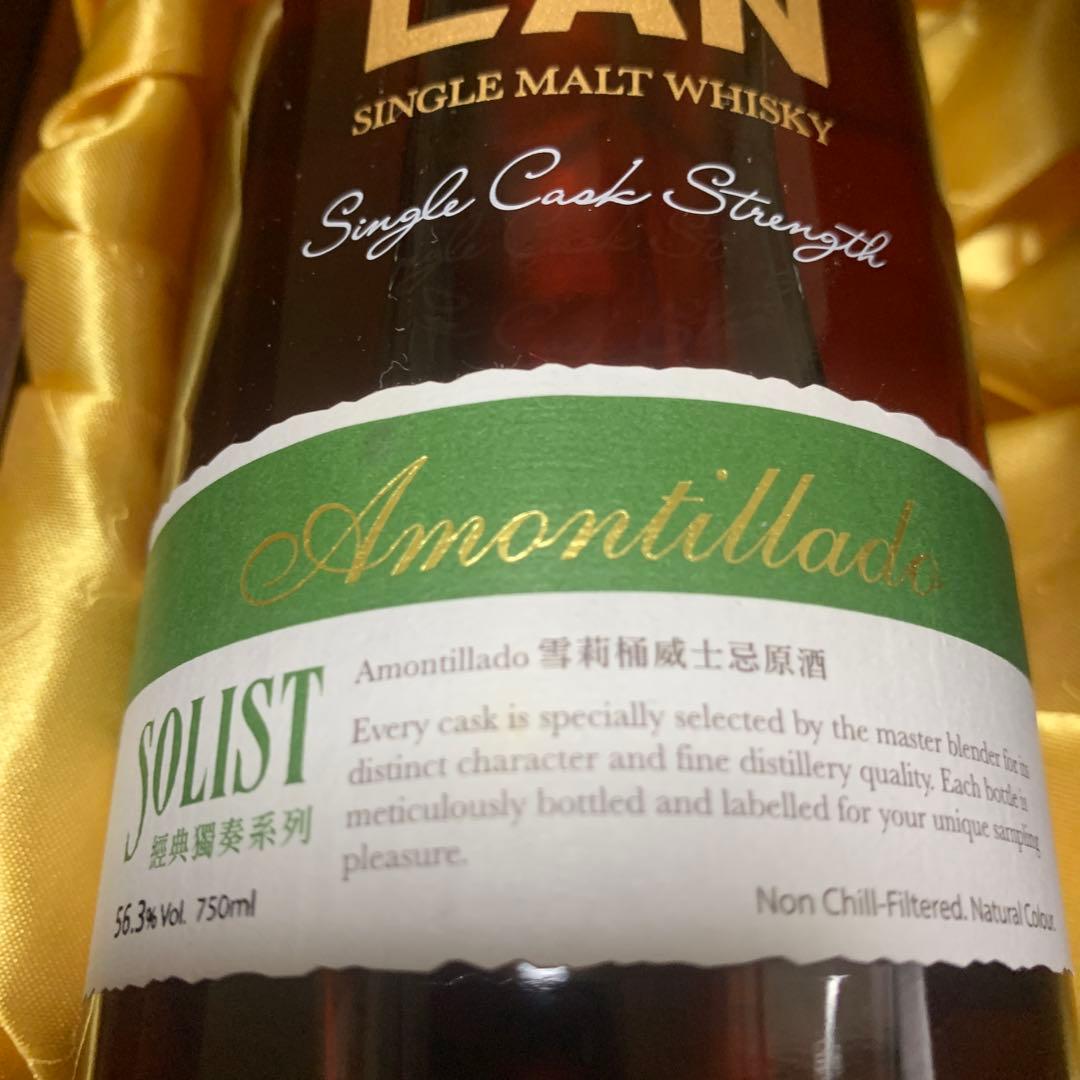 LAN
SINGLE MALT WHISKY
Single Cask Strength
Amontillado
SOLIST
經典獨奏系列
Amontillado 雪莉桶威士忌原酒
Every cask is specially selected by the master blender for its
distinct character and fine distillery quality. Each bottle is
meticulously bottled and labelled for your unique sampling
pleasure.
56.3% Vol. 750ml
Non Chill-Filtered. Natural Colour.